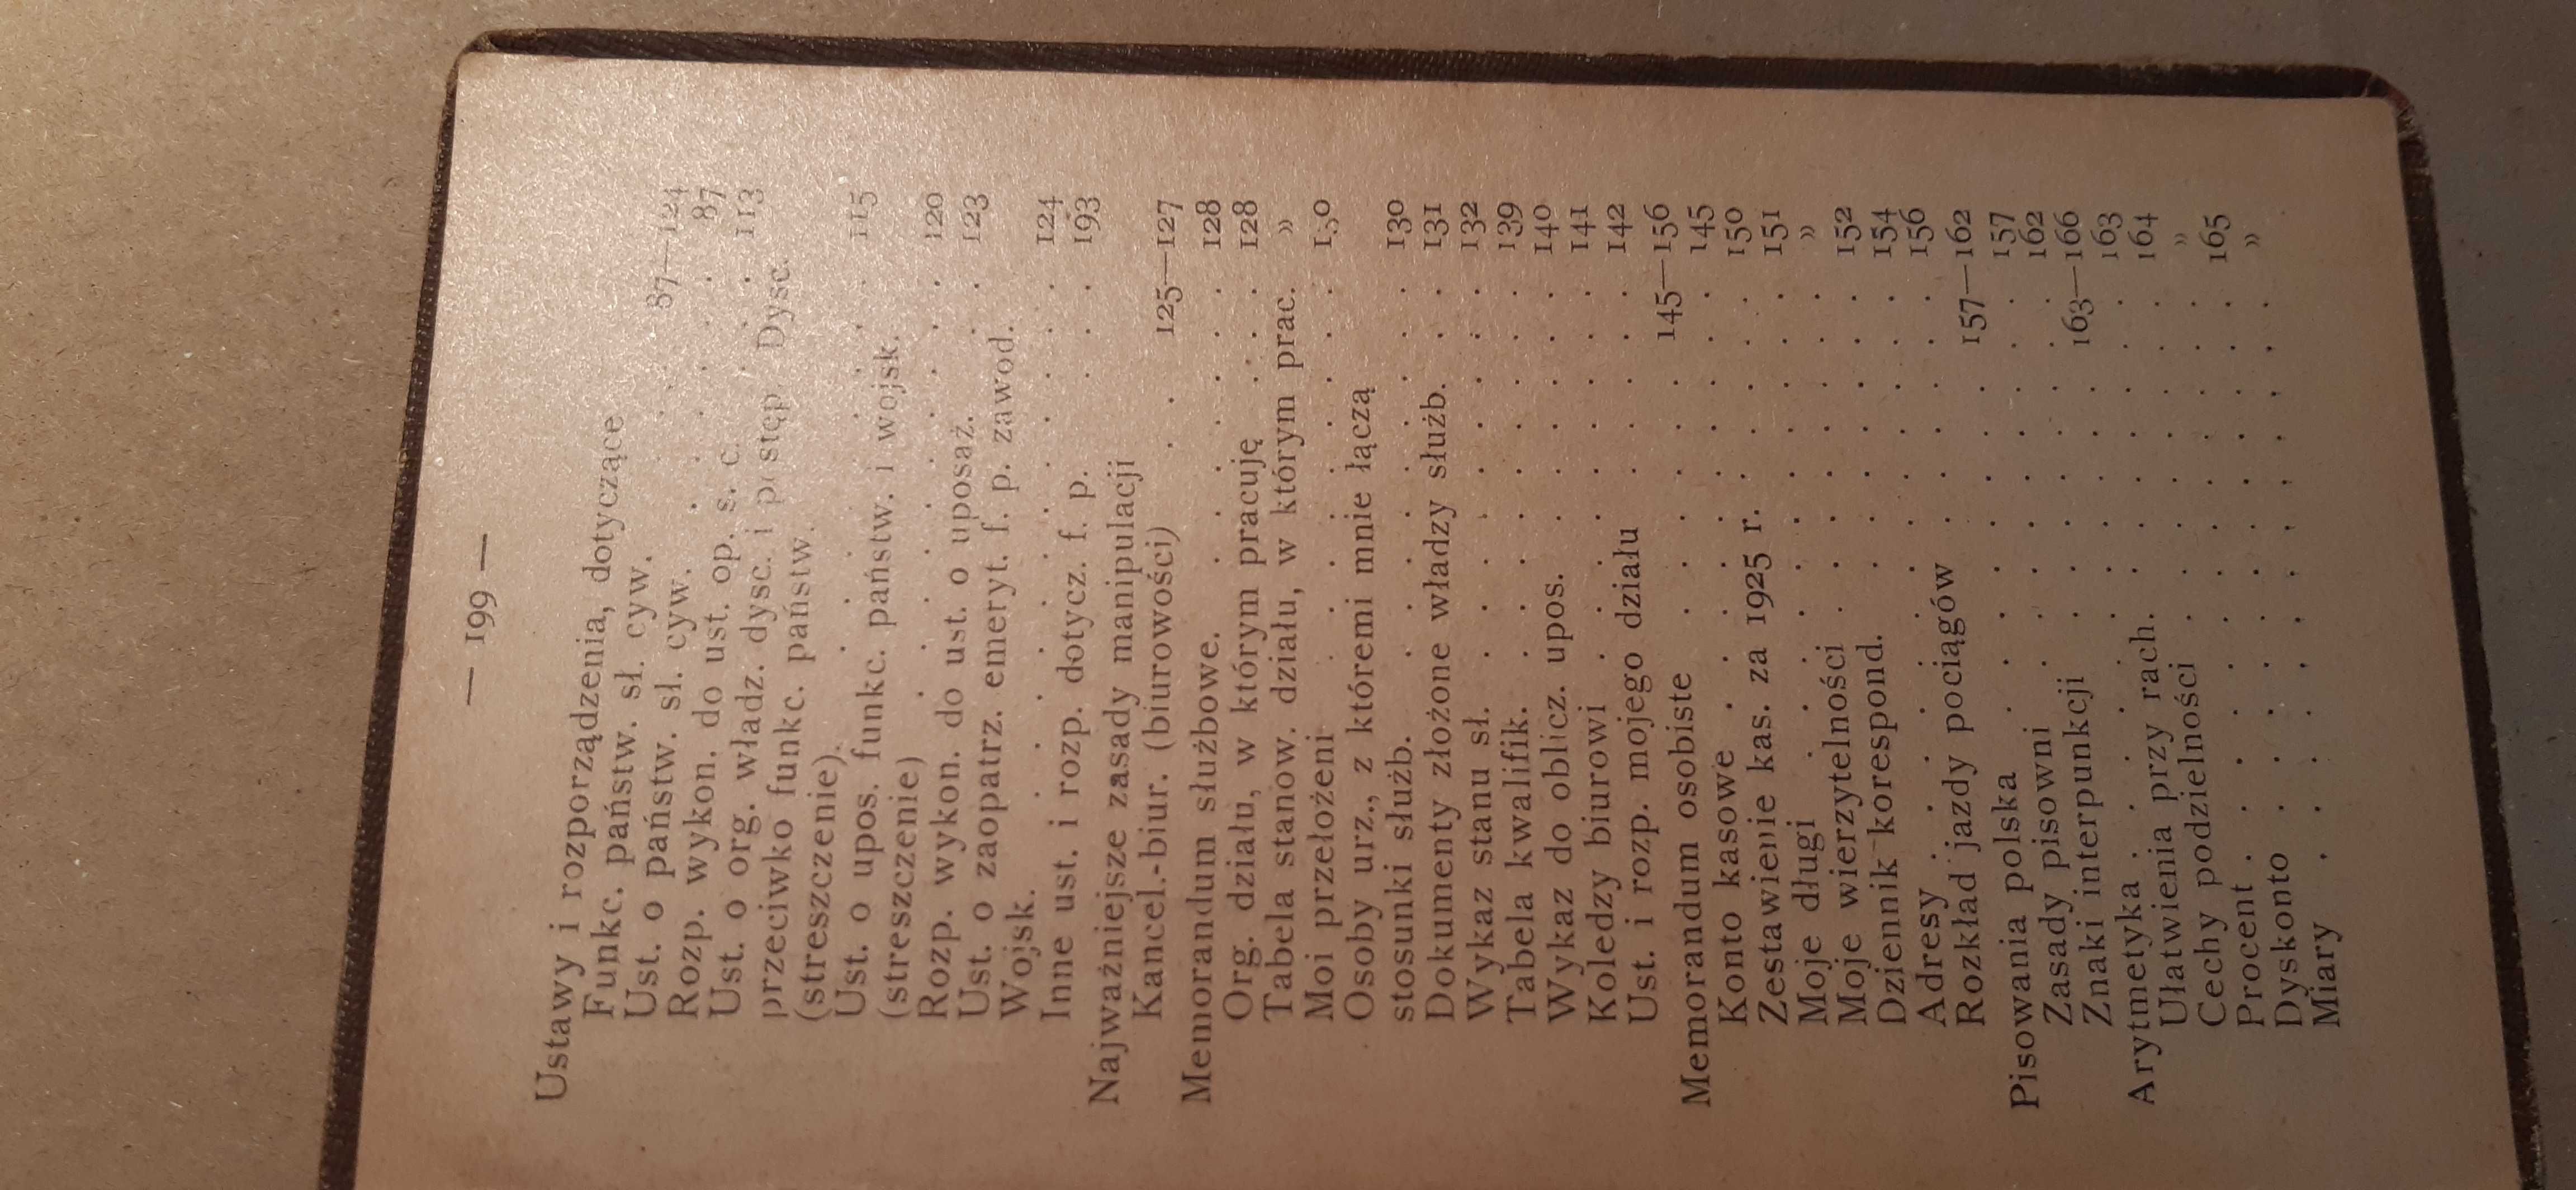 — 199 —
Ustawy i rozporządzenia, dotyczące
Funkc. państw. sł. cyw. . . . 87—124
Ust. o państw. sł. cyw. . . . . . 87
Rozp. wykon. do ust. op. s. c. . . . 113
Ust. o org. władz. dysc. i postęp. Dysc.
przeciwko funkc. państw.
(streszczenie). . . . . . . . 115
Ust. o upos. funkc. państw. i wojsk.
(streszczenie) . . . . . . . 120
Rozp. wykon. do ust. o uposaż. . . 123
Ust. o zaopatrz. emeryt. f. p. zawod.
Wojsk. . . . . . . . . 124
Inne ust. i rozp. dotycz. f. p. . . . 193
Najważniejsze zasady manipulacji
Kancel.-biur. (biurowości) . . 125—127
Memorandum służbowe. . . . . . 128
Org. działu, w którym pracuję . . . 128
Tabela stanow. działu, w którym prac. »
Moi przełożeni . . . . . . . 130
Osoby urz., z któremi mnie łączą
stosunki służb. . . . . . . . 130
Dokumenty złożone władzy służb. . . 131
Wykaz stanu sł. . . . . . . . 132
Tabela kwalifik. . . . . . . . 139
Wykaz do oblicz. upos. . . . . . 140
Koledzy biurowi . . . . . . . 141
Ust. i rozp. mojego działu . . . . 142
Memorandum osobiste . . . . . 145—156
Konto kasowe . . . . . . . . 145
Zestawienie kas. za 1925 r. . . . . 150
Moje długi . . . . . . . . . 151
Moje wierzytelności . . . . . . »
Dziennik korespond. . . . . . . 152
Adresy . . . . . . . . . . 154
Rozkład jazdy pociągów . . . . . 156
Pisowania polska . . . . . . 157—162
Zasady pisowni . . . . . . . 157
Znaki interpunkcji . . . . . . 162
Arytmetyka . . . . . . . . 163—166
Ułatwienia przy rach. . . . . . 163
Cechy podzielności . . . . . . 164
Procent . . . . . . . . . »
Dyskonto . . . . . . . . . 165
Miary . . . . . . . . . . »